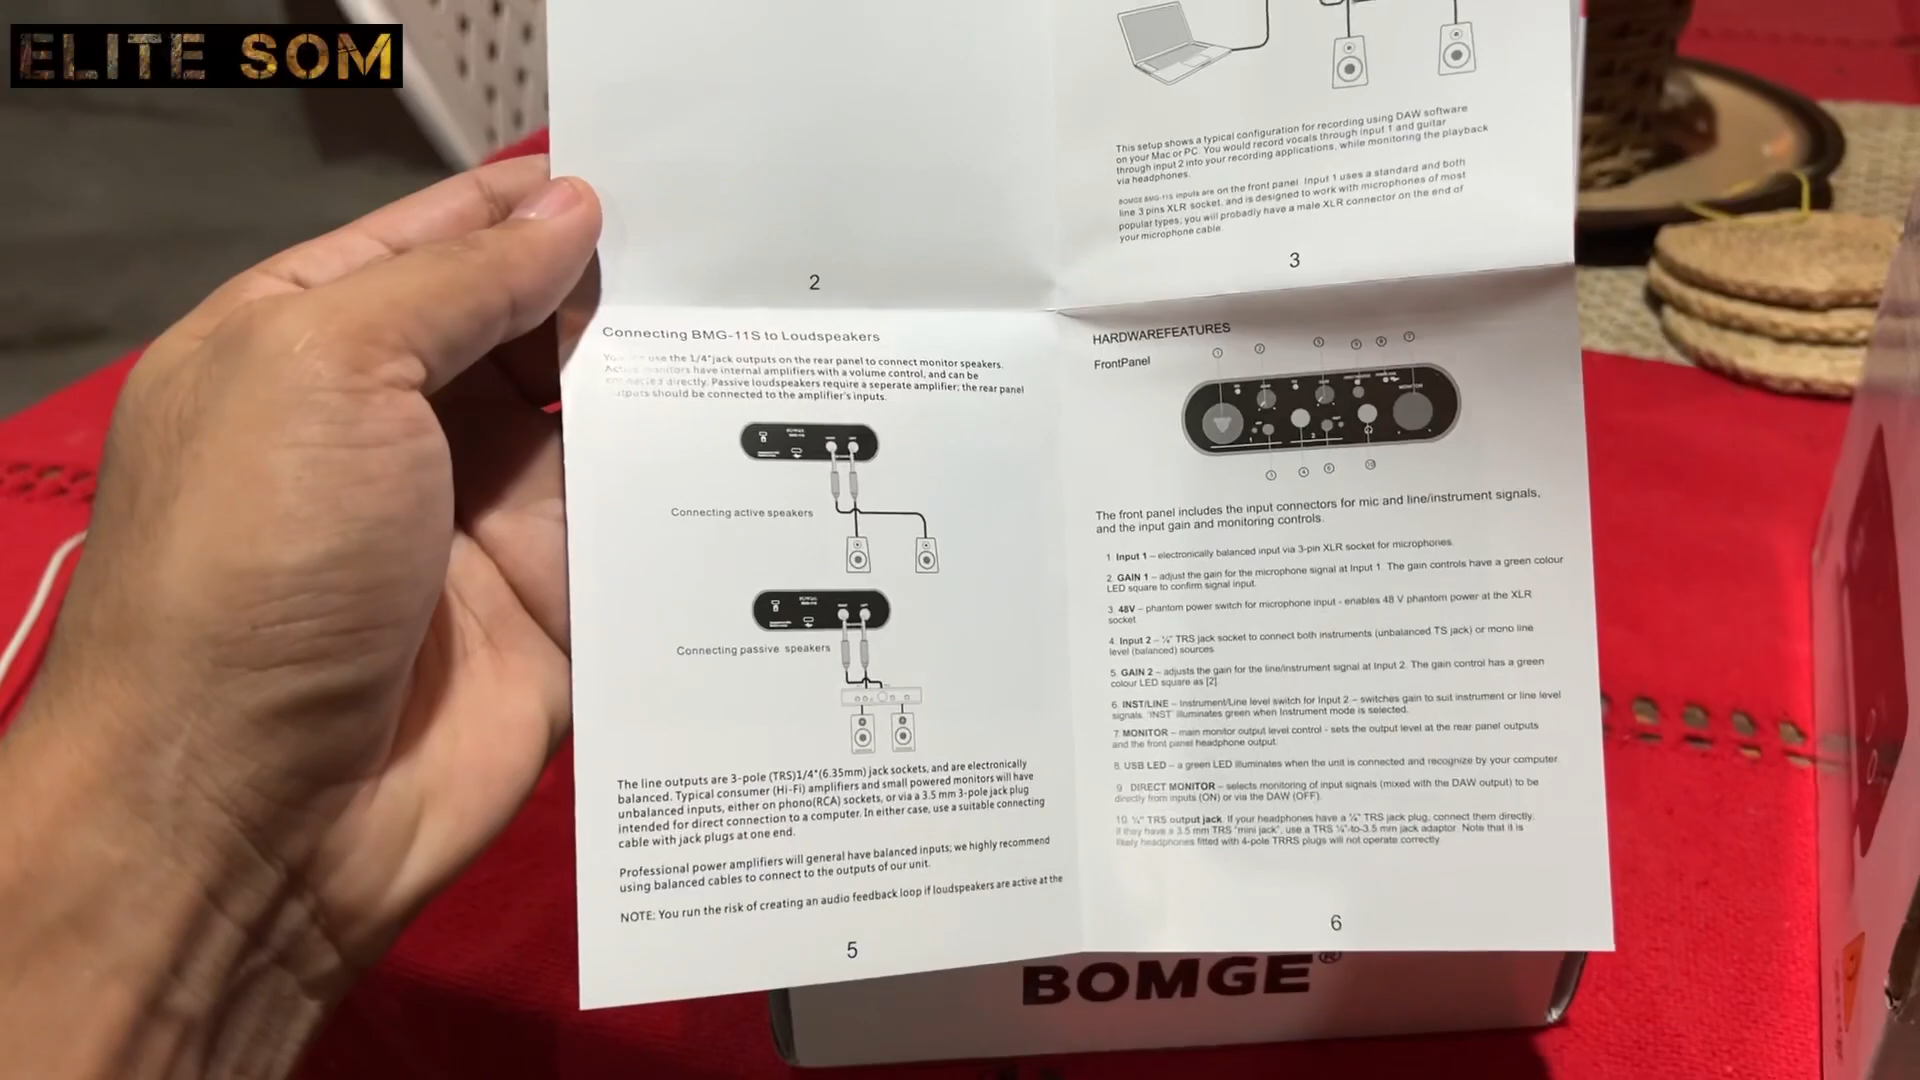 ELITE SOM
This setup shows a typical configuration for recording using DAW software
on your Mac or PC. You would record vocals through input 1 and guitar
through input 2 into your recording applications, while monitoring the playback
via headphones.
BOMGE BMG-11S inputs are on the front panel. Input 1 uses a standard and both
line 3 pins XLR socket, and is designed to work with microphones of most
popular types; you will probadly have a male XLR connector on the end of
your microphone cable.
2
3
Connecting BMG-11S to Loudspeakers
use the 1/4"jack outputs on the rear panel to connect monitor speakers.
Active monitors have internal amplifiers with a volume control, and can be
connected directly. Passive loudspeakers require a seperate amplifier; the rear panel
outputs should be connected to the amplifier's inputs.
Connecting active speakers
Connecting passive speakers
The line outputs are 3-pole (TRS)1/4"(6.35mm) jack sockets, and are electronically
balanced. Typical consumer (Hi-Fi) amplifiers and small powered monitors will have
unbalanced inputs, either on phono(RCA) sockets, or via a 3.5 mm 3-pole jack plug
intended for direct connection to a computer. In either case, use a suitable connecting
cable with jack plugs at one end.
Professional power amplifiers will general have balanced inputs; we highly recommend
using balanced cables to connect to the outputs of our unit.
NOTE: You run the risk of creating an audio feedback loop if loudspeakers are active at the
5
HARDWAREFEATURES
FrontPanel
MONITOR
1
2
The front panel includes the input connectors for mic and line/instrument signals,
and the input gain and monitoring controls.
1. Input 1 – electronically balanced input via 3-pin XLR socket for microphones.
2. GAIN 1 – adjust the gain for the microphone signal at Input 1. The gain controls have a green colour
LED square to confirm signal input.
3. 48V – phantom power switch for microphone input - enables 48 V phantom power at the XLR
socket
4. Input 2 – ¼" TRS jack socket to connect both instruments (unbalanced TS jack) or mono line
level (balanced) sources
5. GAIN 2 – adjusts the gain for the line/instrument signal at Input 2. The gain control has a green
colour LED square as [2]
6. INST/LINE – Instrument/Line level switch for Input 2 – switches gain to suit instrument or line level
signals. 'INST' illuminates green when Instrument mode is selected.
7. MONITOR – main monitor output level control - sets the output level at the rear panel outputs
and the front panel headphone output.
8. USB LED – a green LED illuminates when the unit is connected and recognize by your computer
9. DIRECT MONITOR – selects monitoring of input signals (mixed with the DAW output) to be
directly from inputs (ON) or via the DAW (OFF).
10. ¼" TRS output jack. If your headphones have a ¼" TRS jack plug, connect them directly;
if they have a 3.5 mm TRS "mini jack", use a TRS ¼"-to-3.5 mm jack adaptor. Note that it is
likely headphones fitted with 4-pole TRRS plugs will not operate correctly
6
BOMGE®